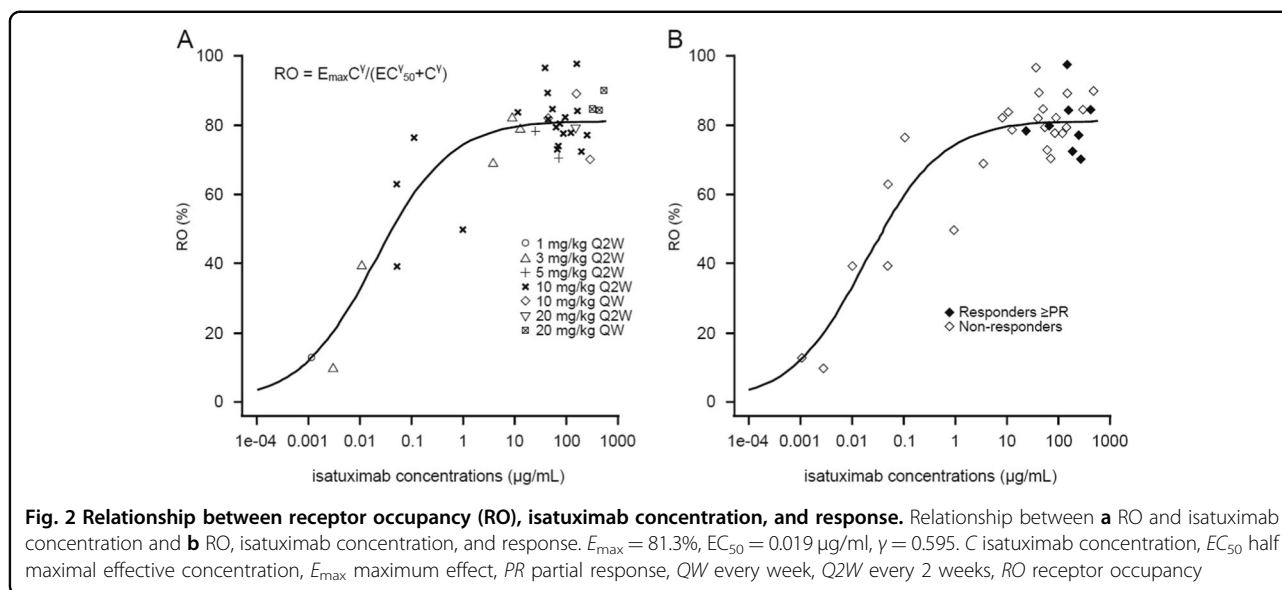 A
RO = EmaxC^γ/(EC^γ50+C^γ)
100
80
60
40
20
0
RO (%)
1 mg/kg Q2W
3 mg/kg Q2W
5 mg/kg Q2W
10 mg/kg Q2W
10 mg/kg QW
20 mg/kg Q2W
20 mg/kg QW
1e-04 0.001 0.01 0.1 1 10 100 1000
isatuximab concentrations (µg/mL)
B
100
80
60
40
20
0
RO (%)
Responders ≥PR
Non-responders
1e-04 0.001 0.01 0.1 1 10 100 1000
isatuximab concentrations (µg/mL)
Fig. 2 Relationship between receptor occupancy (RO), isatuximab concentration, and response. Relationship between a RO and isatuximab
concentration and b RO, isatuximab concentration, and response. Emax = 81.3%, EC50 = 0.019 µg/ml, γ = 0.595. C isatuximab concentration, EC50 half
maximal effective concentration, Emax maximum effect, PR partial response, QW every week, Q2W every 2 weeks, RO receptor occupancy